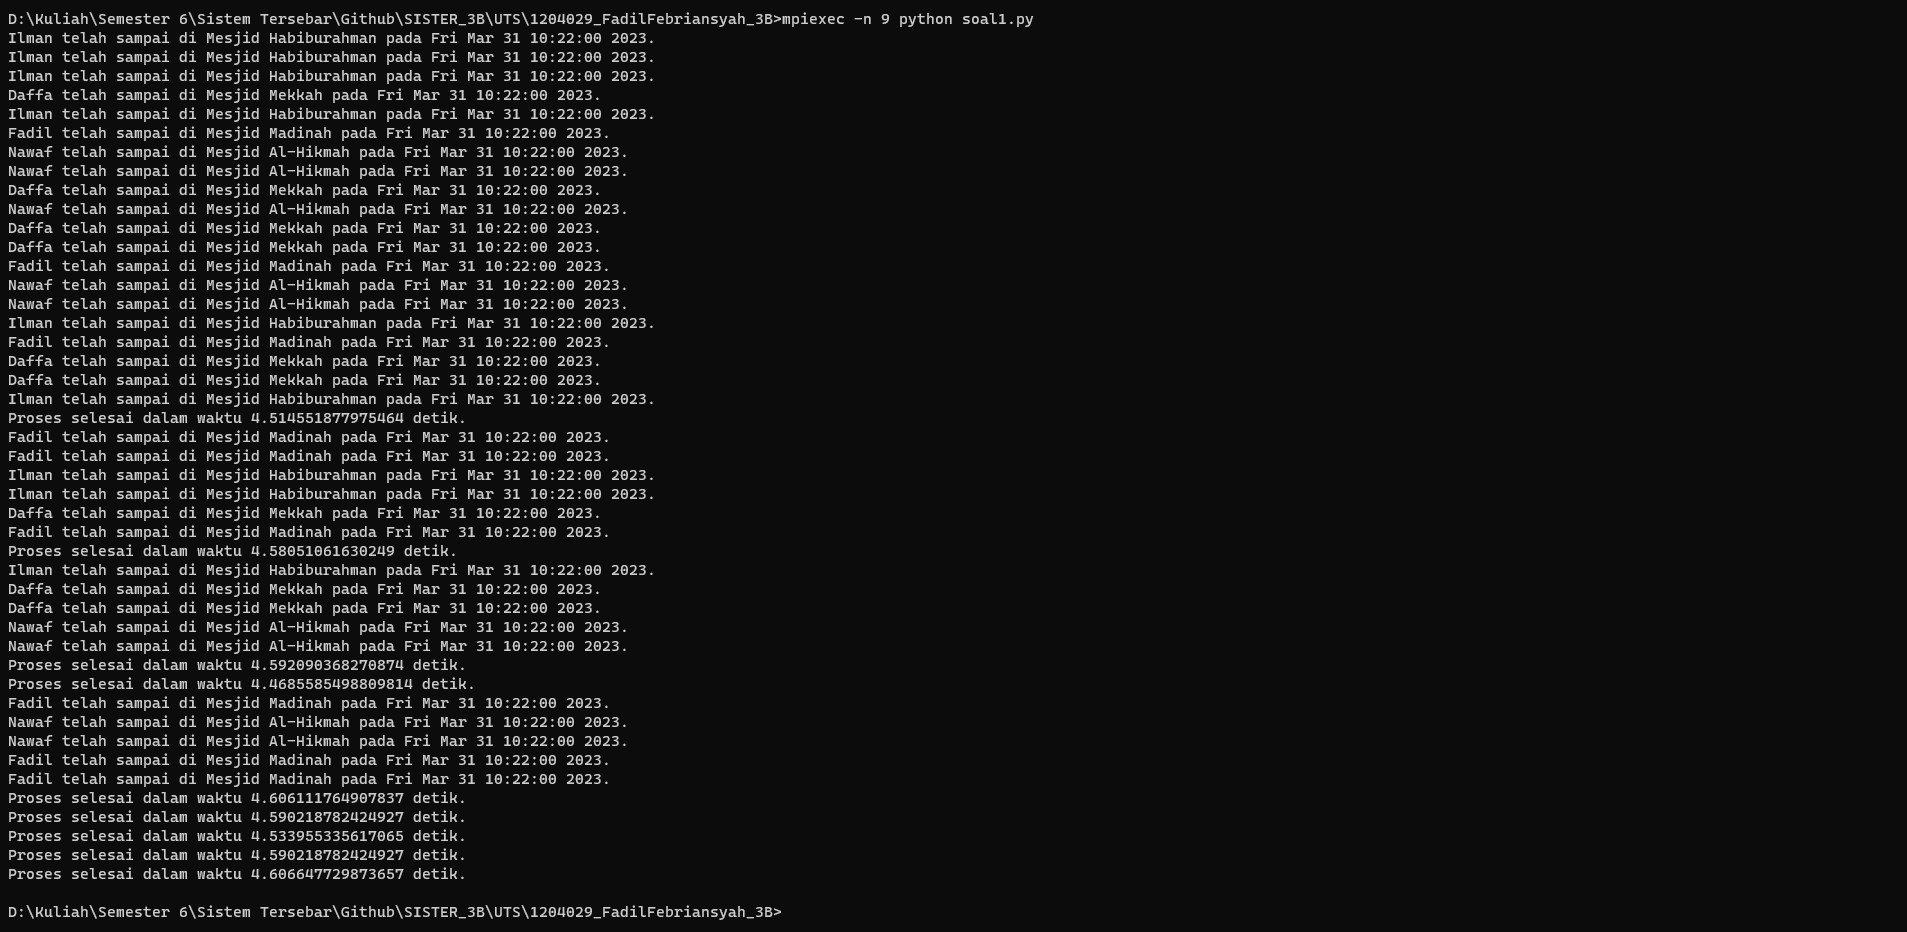 D:\Kuliah\Semester 6\Sistem Tersebar\Github\SISTER_3B\UTS\1204029_FadilFebriansyah_3B>mpiexec -n 9 python soal1.py
Ilman telah sampai di Mesjid Habiburahman pada Fri Mar 31 10:22:00 2023.
Ilman telah sampai di Mesjid Habiburahman pada Fri Mar 31 10:22:00 2023.
Ilman telah sampai di Mesjid Habiburahman pada Fri Mar 31 10:22:00 2023.
Daffa telah sampai di Mesjid Mekkah pada Fri Mar 31 10:22:00 2023.
Ilman telah sampai di Mesjid Habiburahman pada Fri Mar 31 10:22:00 2023.
Fadil telah sampai di Mesjid Madinah pada Fri Mar 31 10:22:00 2023.
Nawaf telah sampai di Mesjid Al-Hikmah pada Fri Mar 31 10:22:00 2023.
Nawaf telah sampai di Mesjid Al-Hikmah pada Fri Mar 31 10:22:00 2023.
Daffa telah sampai di Mesjid Mekkah pada Fri Mar 31 10:22:00 2023.
Nawaf telah sampai di Mesjid Al-Hikmah pada Fri Mar 31 10:22:00 2023.
Daffa telah sampai di Mesjid Mekkah pada Fri Mar 31 10:22:00 2023.
Daffa telah sampai di Mesjid Mekkah pada Fri Mar 31 10:22:00 2023.
Fadil telah sampai di Mesjid Madinah pada Fri Mar 31 10:22:00 2023.
Nawaf telah sampai di Mesjid Al-Hikmah pada Fri Mar 31 10:22:00 2023.
Nawaf telah sampai di Mesjid Al-Hikmah pada Fri Mar 31 10:22:00 2023.
Ilman telah sampai di Mesjid Habiburahman pada Fri Mar 31 10:22:00 2023.
Fadil telah sampai di Mesjid Madinah pada Fri Mar 31 10:22:00 2023.
Daffa telah sampai di Mesjid Mekkah pada Fri Mar 31 10:22:00 2023.
Daffa telah sampai di Mesjid Mekkah pada Fri Mar 31 10:22:00 2023.
Ilman telah sampai di Mesjid Habiburahman pada Fri Mar 31 10:22:00 2023.
Proses selesai dalam waktu 4.514551877975464 detik.
Fadil telah sampai di Mesjid Madinah pada Fri Mar 31 10:22:00 2023.
Fadil telah sampai di Mesjid Madinah pada Fri Mar 31 10:22:00 2023.
Ilman telah sampai di Mesjid Habiburahman pada Fri Mar 31 10:22:00 2023.
Ilman telah sampai di Mesjid Habiburahman pada Fri Mar 31 10:22:00 2023.
Daffa telah sampai di Mesjid Mekkah pada Fri Mar 31 10:22:00 2023.
Fadil telah sampai di Mesjid Madinah pada Fri Mar 31 10:22:00 2023.
Proses selesai dalam waktu 4.58051061630249 detik.
Ilman telah sampai di Mesjid Habiburahman pada Fri Mar 31 10:22:00 2023.
Daffa telah sampai di Mesjid Mekkah pada Fri Mar 31 10:22:00 2023.
Daffa telah sampai di Mesjid Mekkah pada Fri Mar 31 10:22:00 2023.
Nawaf telah sampai di Mesjid Al-Hikmah pada Fri Mar 31 10:22:00 2023.
Nawaf telah sampai di Mesjid Al-Hikmah pada Fri Mar 31 10:22:00 2023.
Proses selesai dalam waktu 4.592090368270874 detik.
Proses selesai dalam waktu 4.4685585498809814 detik.
Fadil telah sampai di Mesjid Madinah pada Fri Mar 31 10:22:00 2023.
Nawaf telah sampai di Mesjid Al-Hikmah pada Fri Mar 31 10:22:00 2023.
Nawaf telah sampai di Mesjid Al-Hikmah pada Fri Mar 31 10:22:00 2023.
Fadil telah sampai di Mesjid Madinah pada Fri Mar 31 10:22:00 2023.
Fadil telah sampai di Mesjid Madinah pada Fri Mar 31 10:22:00 2023.
Proses selesai dalam waktu 4.606111764907837 detik.
Proses selesai dalam waktu 4.590218782424927 detik.
Proses selesai dalam waktu 4.533955335617065 detik.
Proses selesai dalam waktu 4.590218782424927 detik.
Proses selesai dalam waktu 4.606647729873657 detik.
D:\Kuliah\Semester 6\Sistem Tersebar\Github\SISTER_3B\UTS\1204029_FadilFebriansyah_3B>